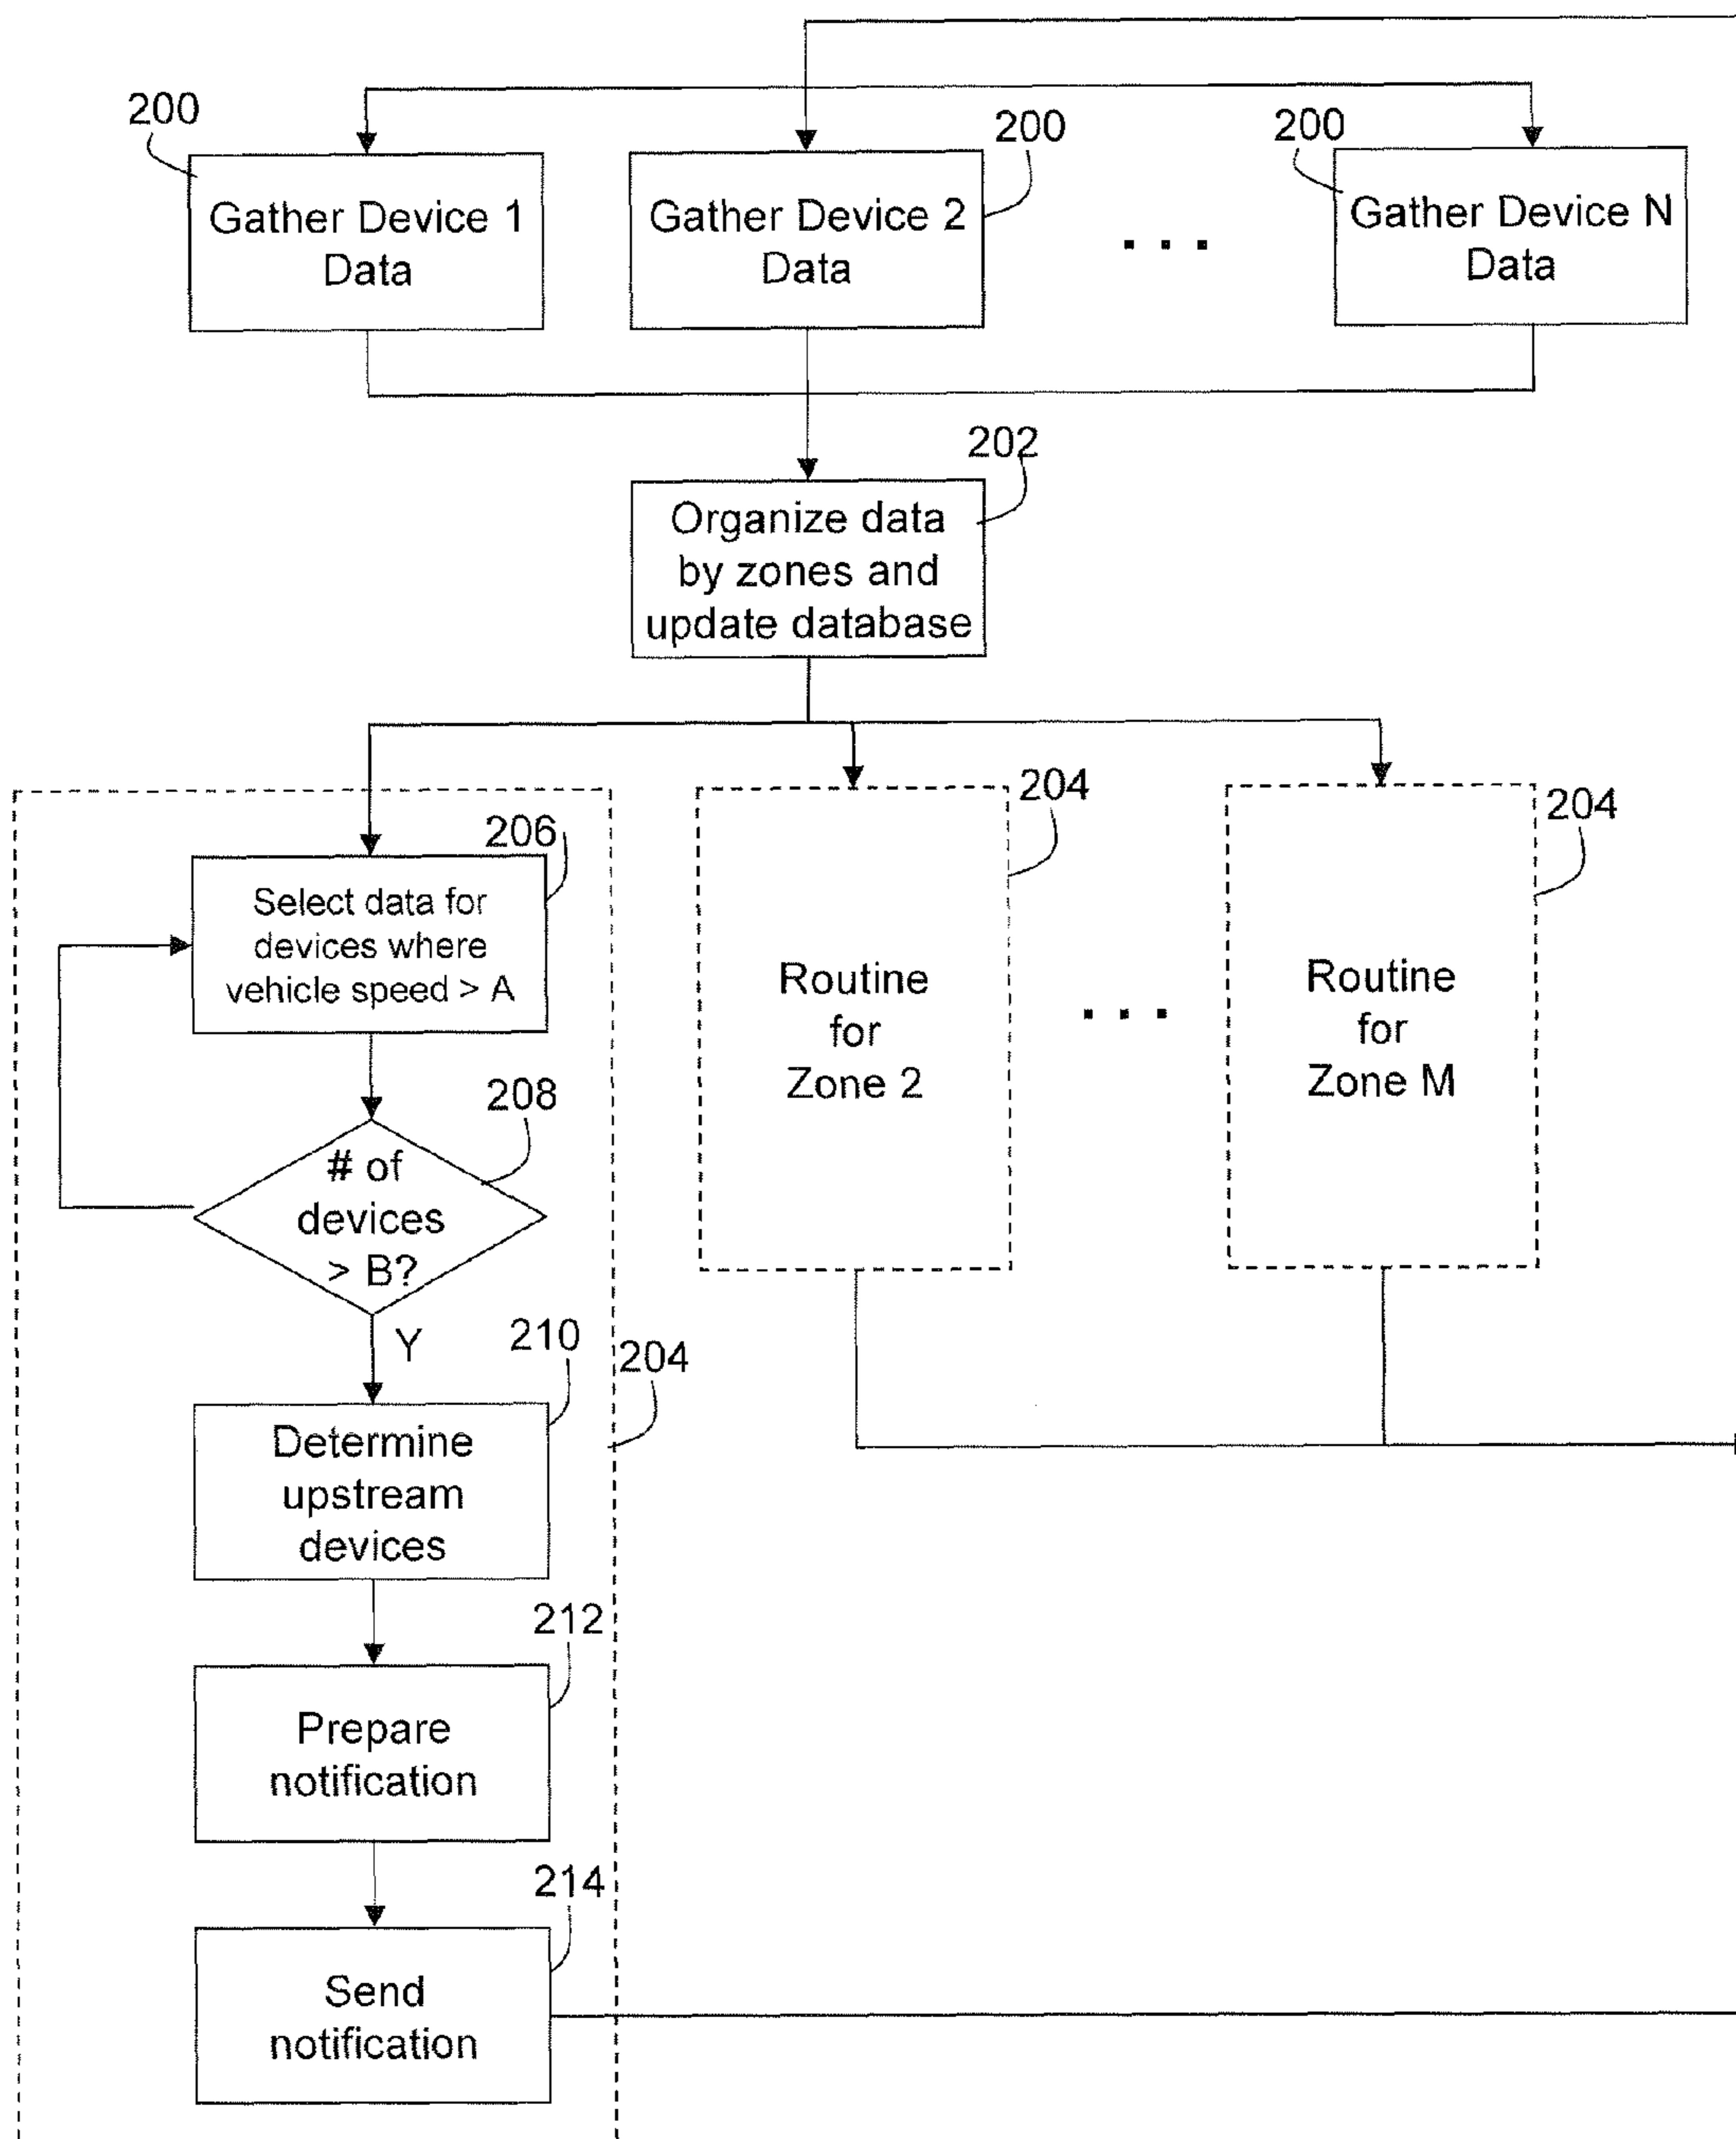 200
200
200
Gather Device 1
Data
Gather Device 2
Data
. . .
Gather Device N
Data
202
Organize data
by zones and
update database
204
204
206
Select data for
devices where
vehicle speed > A
Routine
for
Zone 2
. . .
Routine
for
Zone M
208
# of
devices
> B?
Y
210
204
Determine
upstream
devices
212
Prepare
notification
214
Send
notification